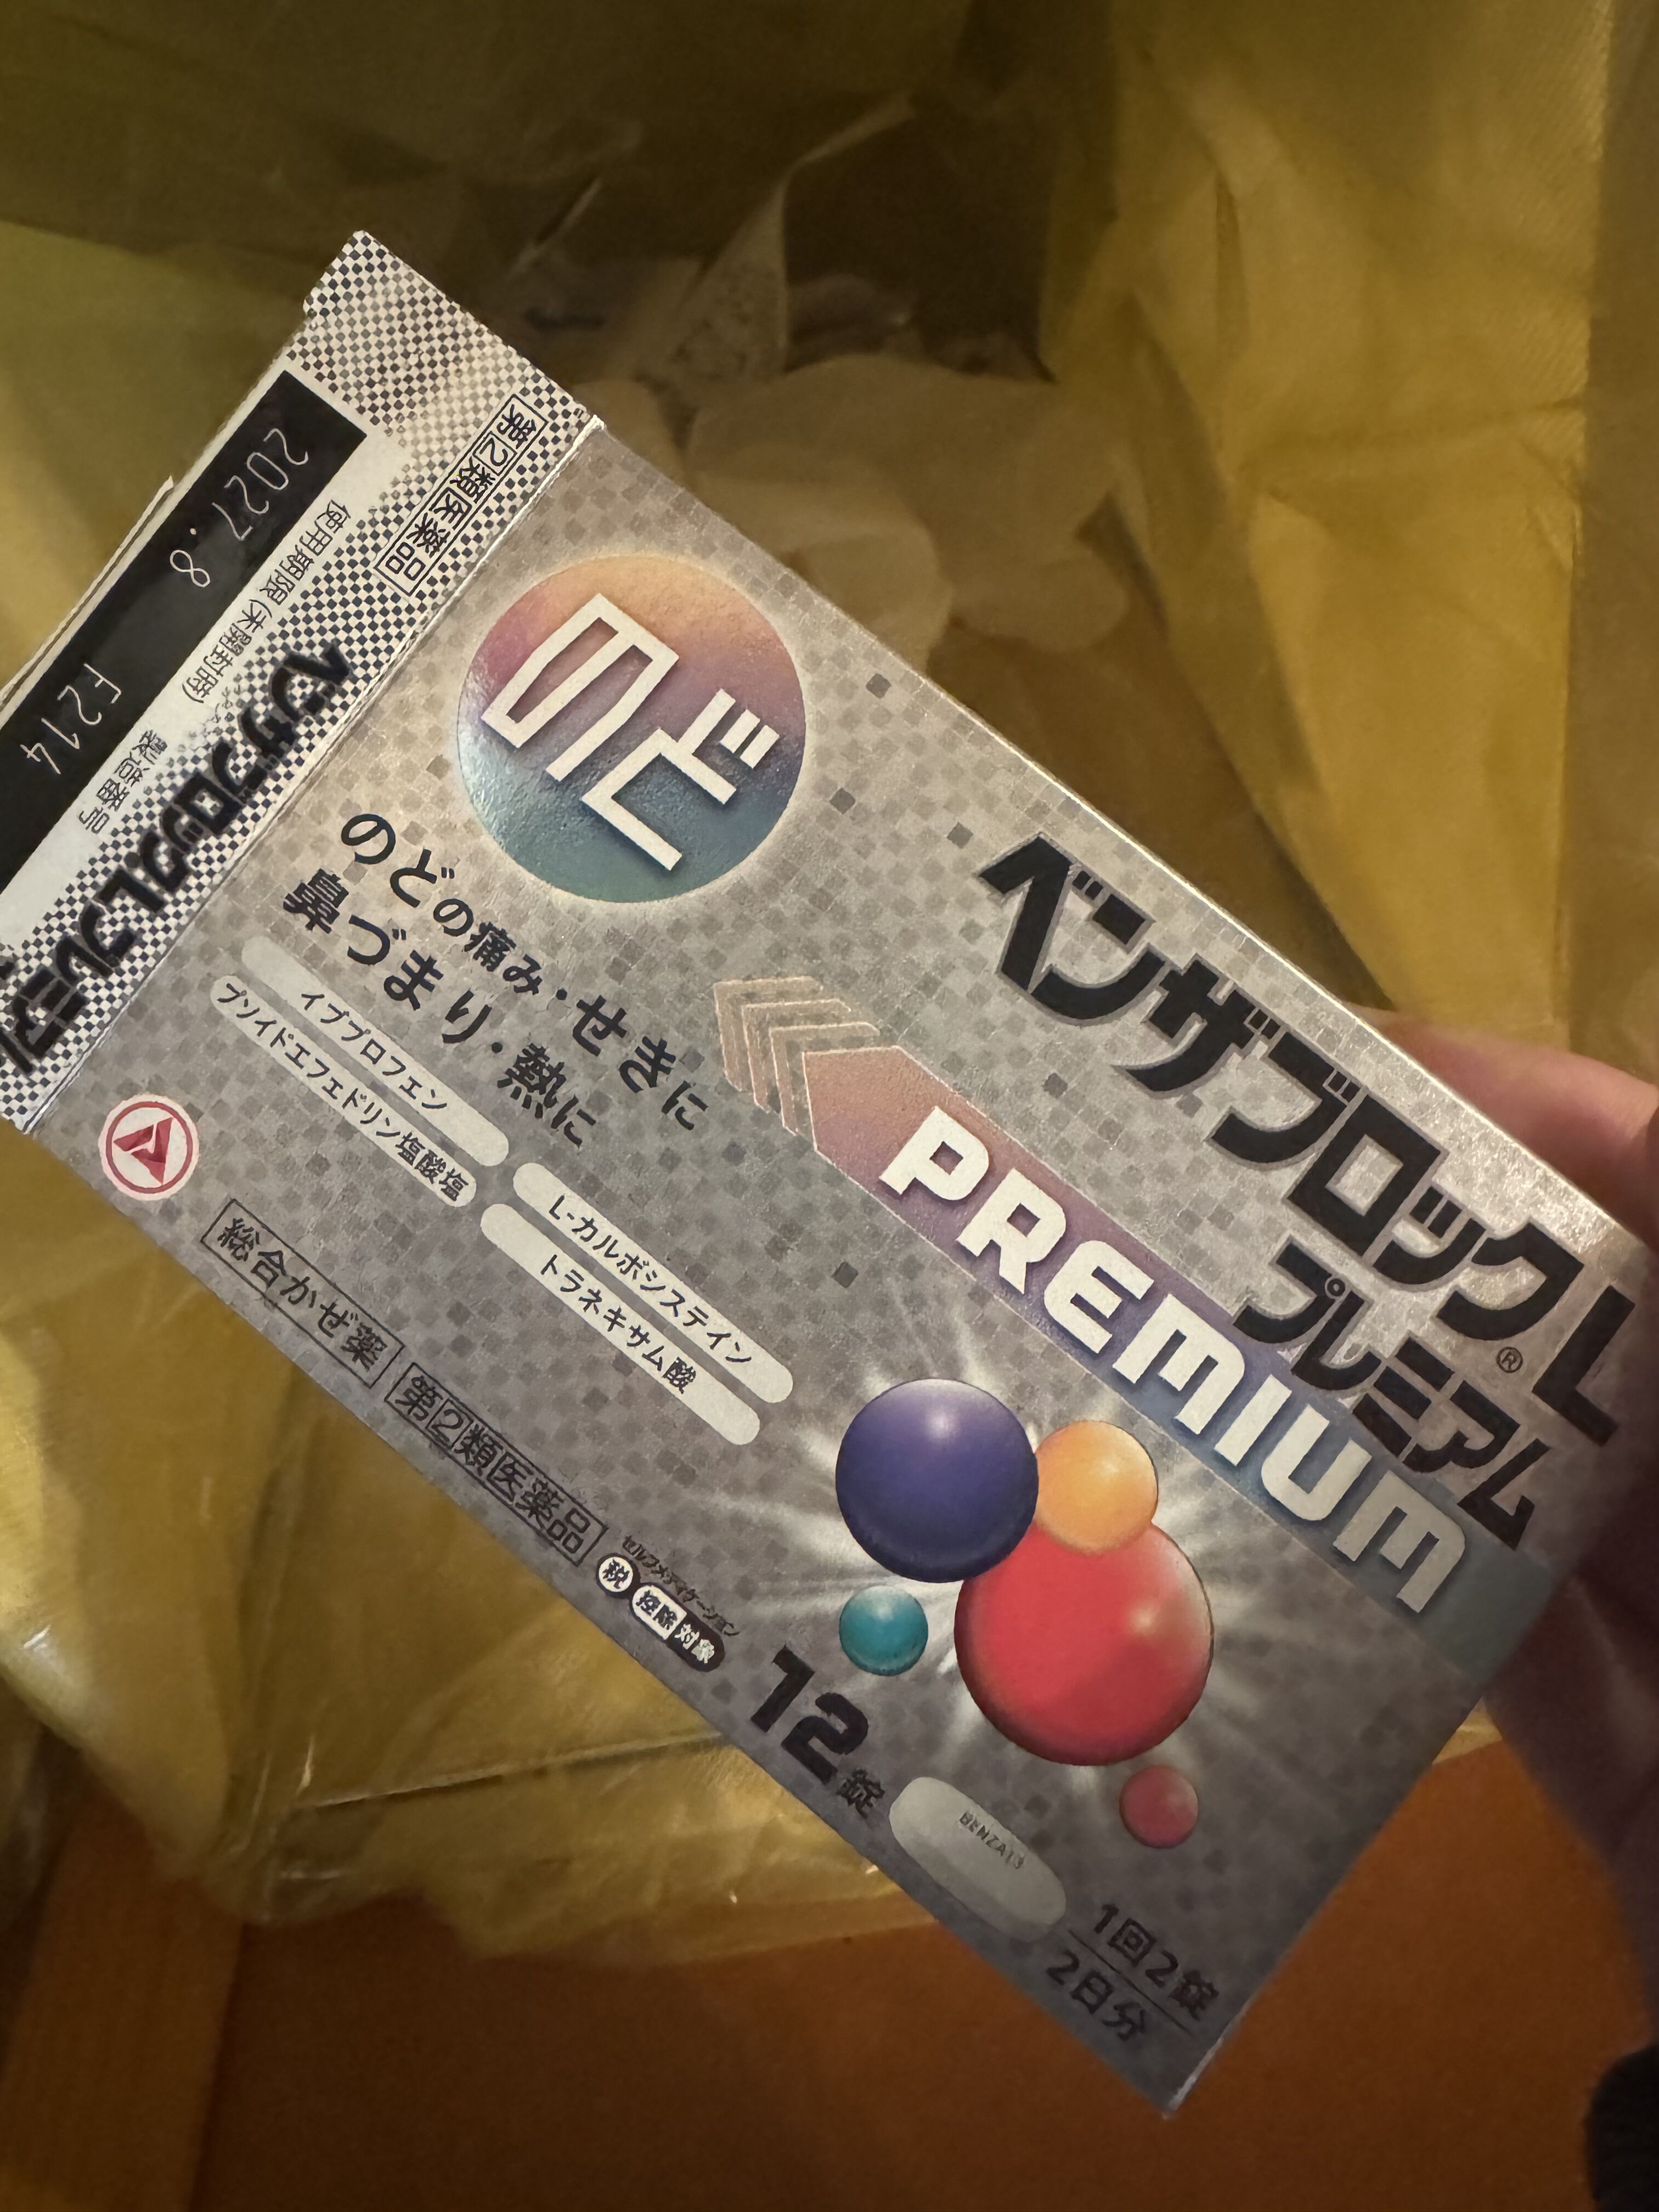 2027.8
使用期限(未開封時)
F214
製造番号
第②類医薬品
ベンザブロックLプレミアム
のど
のどの痛み・せきに
鼻づまり・熱に
イブプロフェン
プソイドエフェドリン塩酸塩
L-カルボシステイン
トラネキサム酸
総合かぜ薬
第②類医薬品
セルフメディケーション
税 控除 対象
ベンザブロック®L
プレミアム
PREMIUM
12錠
BENZA13
1回2錠
2日分